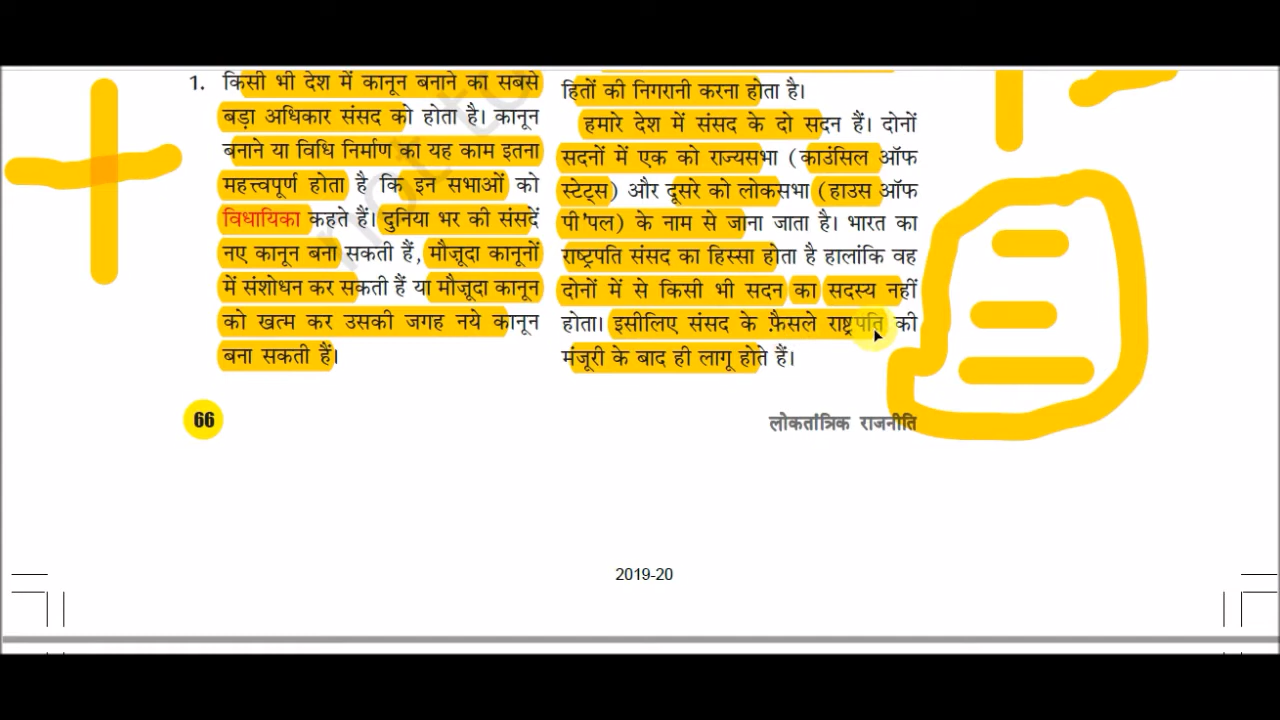 1. किसी भी देश में कानून बनाने का सबसे
बड़ा अधिकार संसद को होता है। कानून
बनाने या विधि निर्माण का यह काम इतना
महत्त्वपूर्ण होता है कि इन सभाओं को
विधायिका कहते हैं। दुनिया भर की संसदें
नए कानून बना सकती हैं, मौज़ूदा कानूनों
में संशोधन कर सकती हैं या मौज़ूदा कानून
को खत्म कर उसकी जगह नये कानून
बना सकती हैं।
हितों की निगरानी करना होता है।
हमारे देश में संसद के दो सदन हैं। दोनों
सदनों में एक को राज्यसभा (काउंसिल ऑफ
स्टेट्स) और दूसरे को लोकसभा (हाउस ऑफ
पी'पल) के नाम से जाना जाता है। भारत का
राष्ट्रपति संसद का हिस्सा होता है हालांकि वह
दोनों में से किसी भी सदन का सदस्य नहीं
होता। इसीलिए संसद के फ़ैसले राष्ट्रपति की
मंजूरी के बाद ही लागू होते हैं।
66
लोकतांत्रिक राजनीति
2019-20